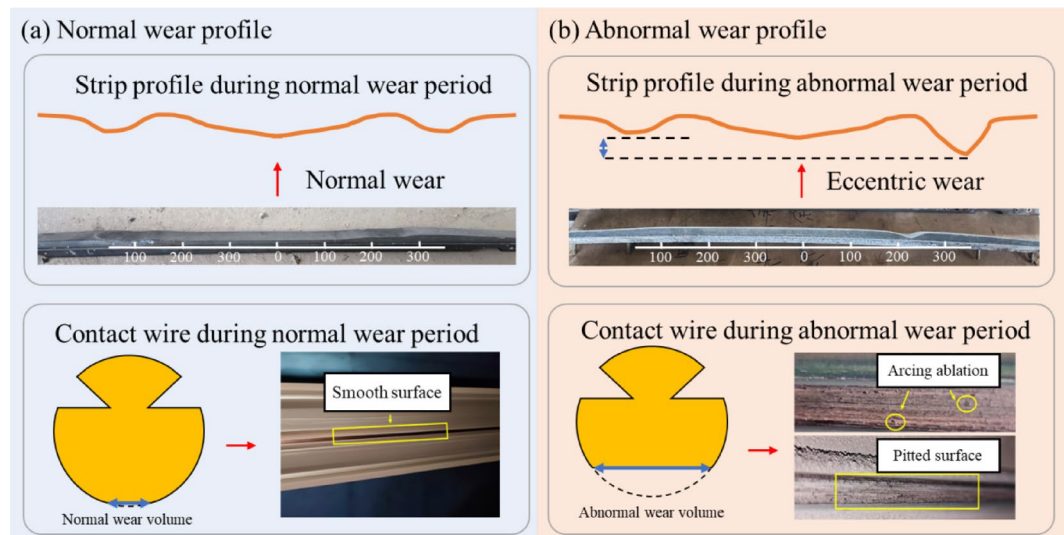 (a) Normal wear profile
Strip profile during normal wear period
Normal wear
100 200 300 0 100 200 300
Contact wire during normal wear period
Smooth surface
Normal wear volume
(b) Abnormal wear profile
Strip profile during abnormal wear period
Eccentric wear
100 200 300 0 100 200 300
Contact wire during abnormal wear period
Arcing ablation
Pitted surface
Abnormal wear volume